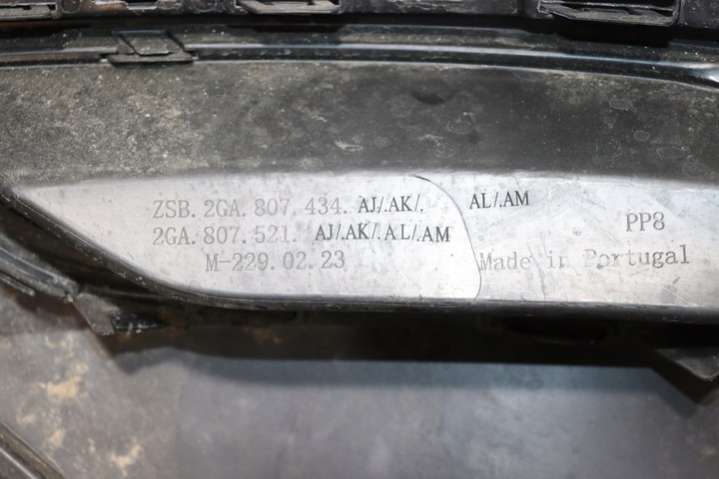 ZSB. 2GA. 807. 434. AJ/.AK/. AL/.AM
2GA. 807. 521. AJ/.AK/.AL/.AM
PP8
M-229.02.23
Made in Portugal